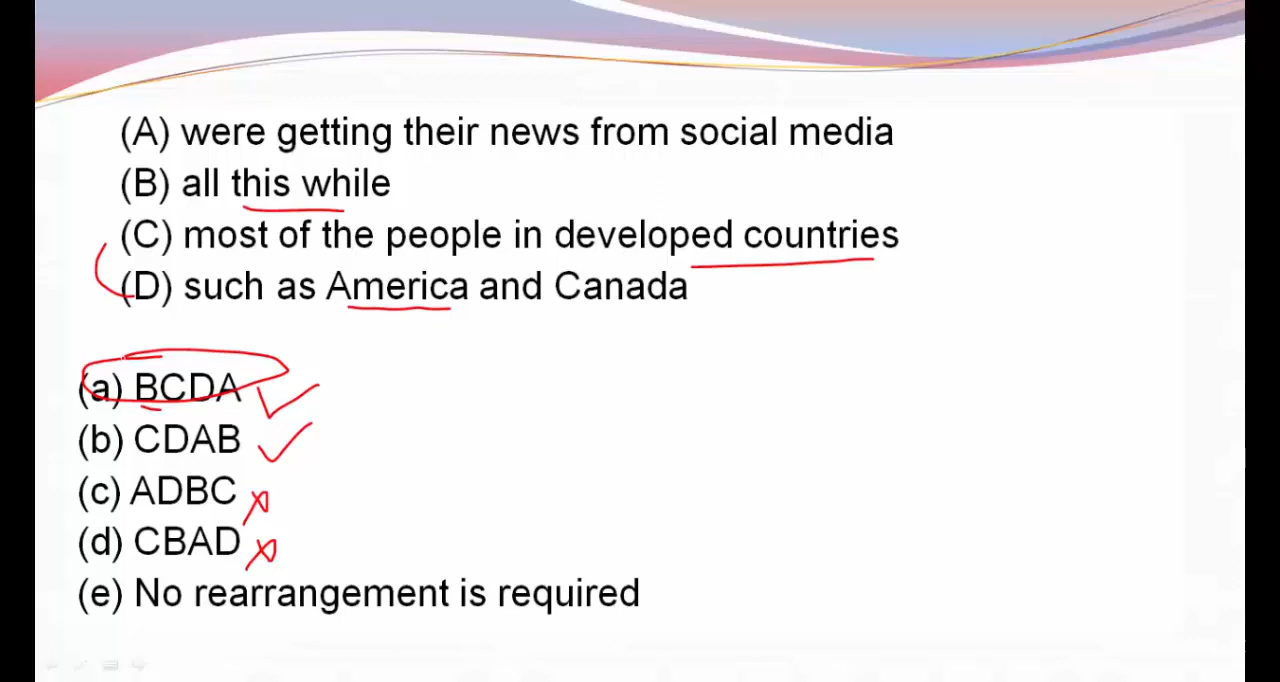 (A) were getting their news from social media
(B) all this while
(C) most of the people in developed countries
(D) such as America and Canada
(a) BCDA
(b) CDAB
(c) ADBC
(d) CBAD
(e) No rearrangement is required